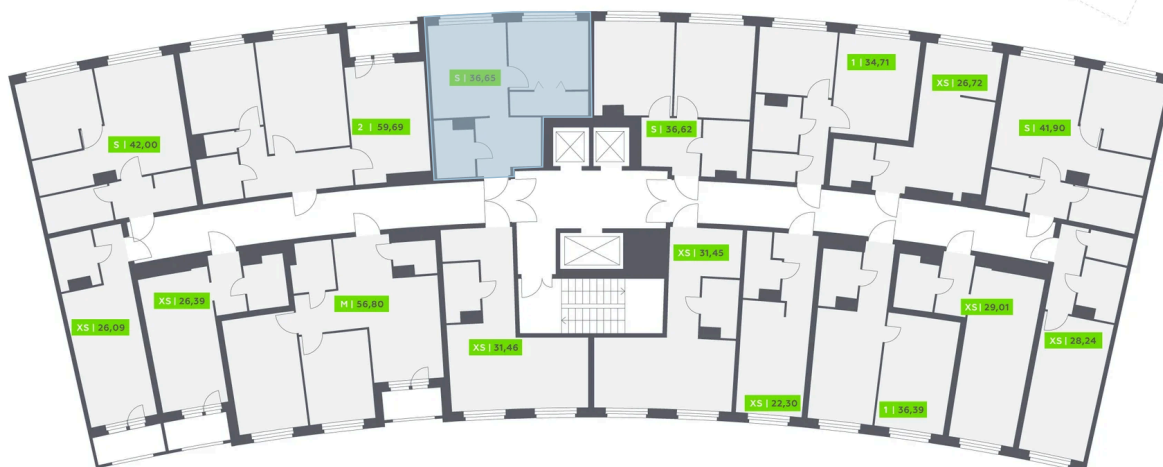 1 | 34,71
S | 36,65
XS | 26,72
2 | 59,69
S | 36,62
S | 41,90
S | 42,00
XS | 31,45
XS | 26,39
M | 56,80
XS | 29,01
XS | 26,09
XS | 31,46
XS | 28,24
XS | 22,30
1 | 36,39